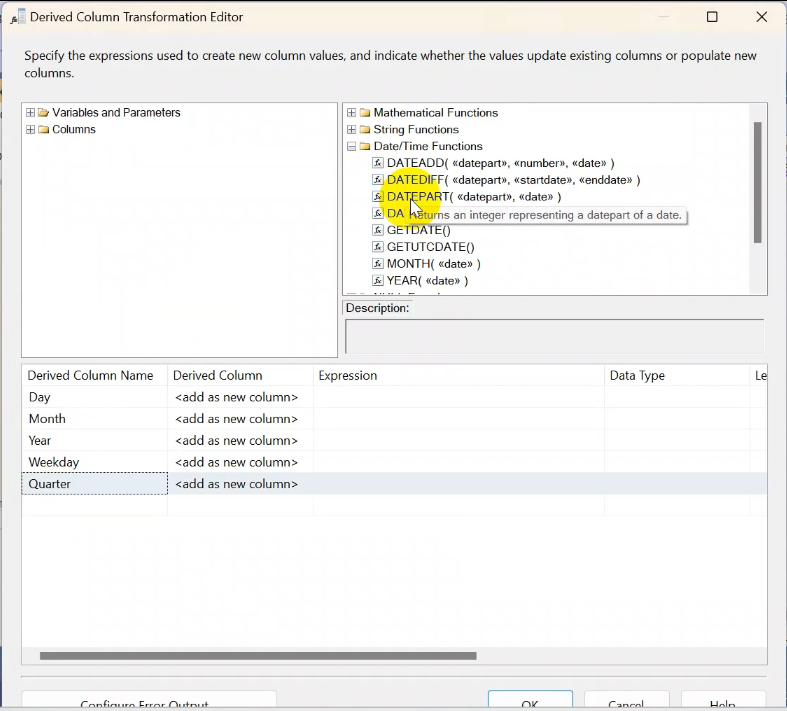 Derived Column Transformation Editor
Specify the expressions used to create new column values, and indicate whether the values update existing columns or populate new
columns.
Variables and Parameters
Columns
Mathematical Functions
String Functions
Date/Time Functions
DATEADD( «datepart», «number», «date» )
DATEDIFF( «datepart», «startdate», «enddate» )
DATEPART( «datepart», «date» )
DA
Returns an integer representing a datepart of a date.
GETDATE()
GETUTCDATE()
MONTH( «date» )
YEAR( «date» )
Description:
Derived Column Name Derived Column Expression Data Type Le
Day <add as new column>
Month <add as new column>
Year <add as new column>
Weekday <add as new column>
Quarter <add as new column>
Configure Error Output OK Cancel Help